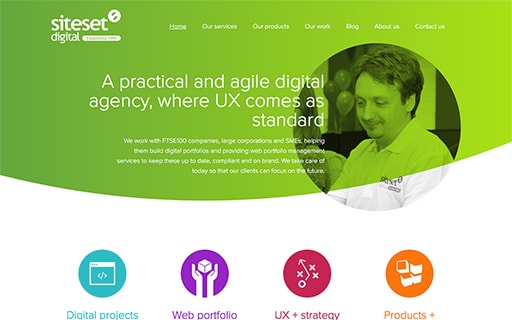 siteset
digital
Home Our services Our products Our work Blog About us Contact us
A practical and agile digital
agency, where UX comes as
standard
We work with FTSE100 companies, large corporations and SMEs, helping
them build digital portfolios and providing web portfolio management
services to keep these up to date, compliant and on brand. We take care of
today so that our clients can focus on the future.
siteset
Digital projects Web portfolio UX + strategy Products +